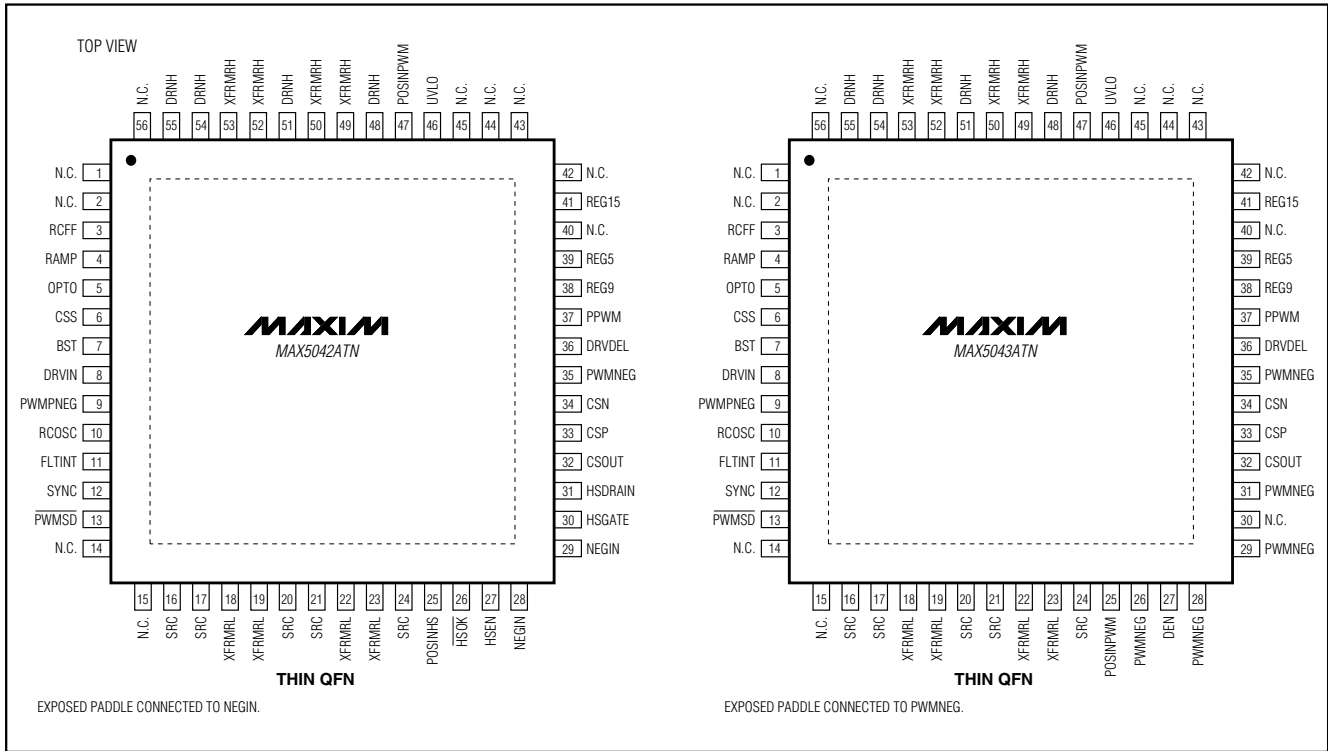 TOP VIEW
N.C. DRNH DRNH XFRMRH XFRMRH DRNH XFRMRH XFRMRH DRNH POSINPWM UVLO N.C. N.C. N.C.
56 55 54 53 52 51 50 49 48 47 46 45 44 43
N.C. 1 42 N.C.
N.C. 2 41 REG15
RCFF 3 40 N.C.
RAMP 4 39 REG5
OPTO 5 38 REG9
CSS 6 37 PPWM
BST 7 36 DRVDEL
DRVIN 8 35 PWMNEG
PWMPNEG 9 34 CSN
RCOSC 10 33 CSP
FLTINT 11 32 CSOUT
SYNC 12 31 HSDRAIN
PWMSD 13 30 HSGATE
N.C. 14 29 NEGIN
MAXIM
MAX5042ATN
15 16 17 18 19 20 21 22 23 24 25 26 27 28
N.C. SRC SRC XFRMRL XFRMRL SRC SRC XFRMRL XFRMRL SRC POSINHS HSOK HSEN NEGIN
THIN QFN
EXPOSED PADDLE CONNECTED TO NEGIN.
N.C. DRNH DRNH XFRMRH XFRMRH DRNH XFRMRH XFRMRH DRNH POSINPWM UVLO N.C. N.C. N.C.
56 55 54 53 52 51 50 49 48 47 46 45 44 43
N.C. 1 42 N.C.
N.C. 2 41 REG15
RCFF 3 40 N.C.
RAMP 4 39 REG5
OPTO 5 38 REG9
CSS 6 37 PPWM
BST 7 36 DRVDEL
DRVIN 8 35 PWMNEG
PWMPNEG 9 34 CSN
RCOSC 10 33 CSP
FLTINT 11 32 CSOUT
SYNC 12 31 PWMNEG
PWMSD 13 30 N.C.
N.C. 14 29 PWMNEG
MAXIM
MAX5043ATN
15 16 17 18 19 20 21 22 23 24 25 26 27 28
N.C. SRC SRC XFRMRL XFRMRL SRC SRC XFRMRL XFRMRL SRC POSINPWM PWMNEG DEN PWMNEG
THIN QFN
EXPOSED PADDLE CONNECTED TO PWMNEG.